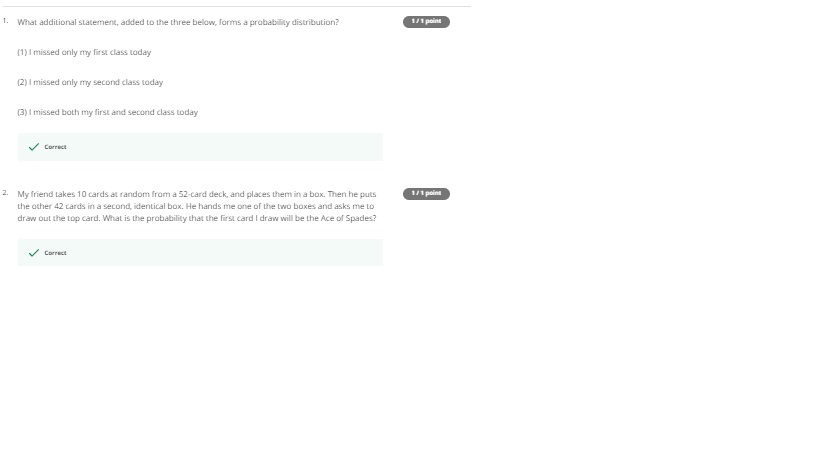 1. What additional statement, added to the three below, forms a probability distribution?
1 / 1 point
(1) I missed only my first class today
(2) I missed only my second class today
(3) I missed both my first and second class today
Correct
2. My friend takes 10 cards at random from a 52-card deck, and places them in a box. Then he puts
1 / 1 point
the other 42 cards in a second, identical box. He hands me one of the two boxes and asks me to
draw out the top card. What is the probability that the first card I draw will be the Ace of Spades?
Correct